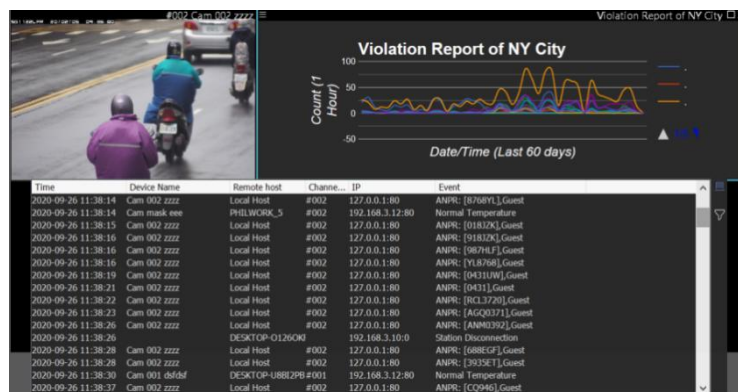 #002 Cam 002 zzzz
Violation Report of NY City
Violation Report of NY City
100
50
0
-50
Count (1 Hour)
Date/Time (Last 60 days)
Time Device Name Remote host Channe... IP Event
2020-09-26 11:38:14 Cam 002 zzzz Local Host #002 127.0.0.1:80 ANPR: [8768YL],Guest
2020-09-26 11:38:14 Cam mask eee PHILWORK_5 #002 192.168.3.12:80 Normal Temperature
2020-09-26 11:38:15 Cam 002 zzzz Local Host #002 127.0.0.1:80 ANPR: [018JZK],Guest
2020-09-26 11:38:16 Cam 002 zzzz Local Host #002 127.0.0.1:80 ANPR: [918JZK],Guest
2020-09-26 11:38:16 Cam 002 zzzz Local Host #002 127.0.0.1:80 ANPR: [987HLF],Guest
2020-09-26 11:38:16 Cam 002 zzzz Local Host #002 127.0.0.1:80 ANPR: [YL8768],Guest
2020-09-26 11:38:19 Cam 002 zzzz Local Host #002 127.0.0.1:80 ANPR: [0431UW],Guest
2020-09-26 11:38:21 Cam 002 zzzz Local Host #002 127.0.0.1:80 ANPR: [0431],Guest
2020-09-26 11:38:22 Cam 002 zzzz Local Host #002 127.0.0.1:80 ANPR: [RCL3720],Guest
2020-09-26 11:38:23 Cam 002 zzzz Local Host #002 127.0.0.1:80 ANPR: [AGQ0371],Guest
2020-09-26 11:38:26 Cam 002 zzzz Local Host #002 127.0.0.1:80 ANPR: [ANM0392],Guest
2020-09-26 11:38:26 DESKTOP-O126OKI 192.168.3.10:0 Station Disconnection
2020-09-26 11:38:28 Cam 002 zzzz Local Host #002 127.0.0.1:80 ANPR: [688EGF],Guest
2020-09-26 11:38:28 Cam 002 zzzz Local Host #002 127.0.0.1:80 ANPR: [3935ET],Guest
2020-09-26 11:38:30 Cam 001 dsfdsf DESKTOP-U8BI2PB #001 192.168.3.12:80 Normal Temperature
2020-09-26 11:38:37 Cam 002 zzzz Local Host #002 127.0.0.1:80 ANPR: [CQ946],Guest